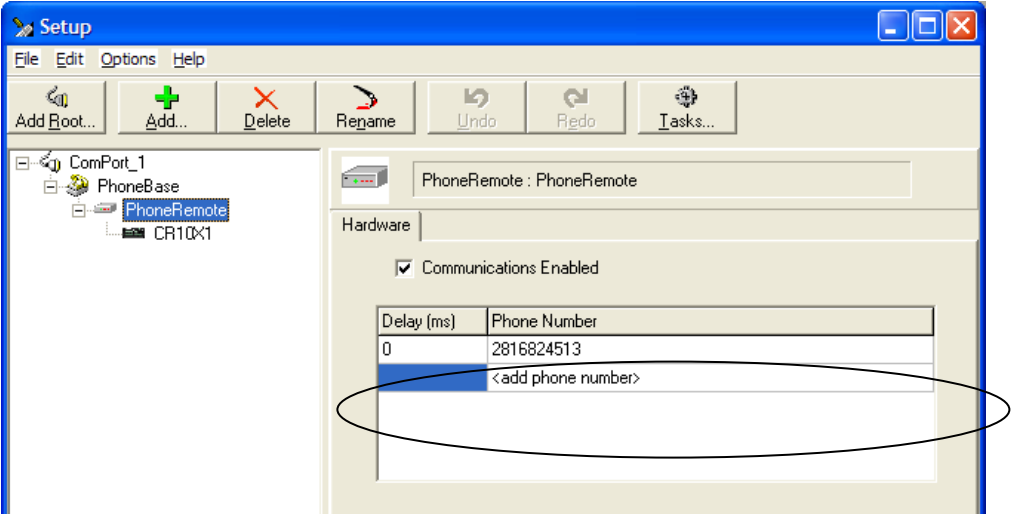 Setup
File Edit Options Help
Add Root... Add... Delete Rename Undo Redo Tasks...
ComPort_1
PhoneBase
PhoneRemote
CR10X1
PhoneRemote : PhoneRemote
Hardware
Communications Enabled
Delay (ms) Phone Number
0 2816824513
<add phone number>